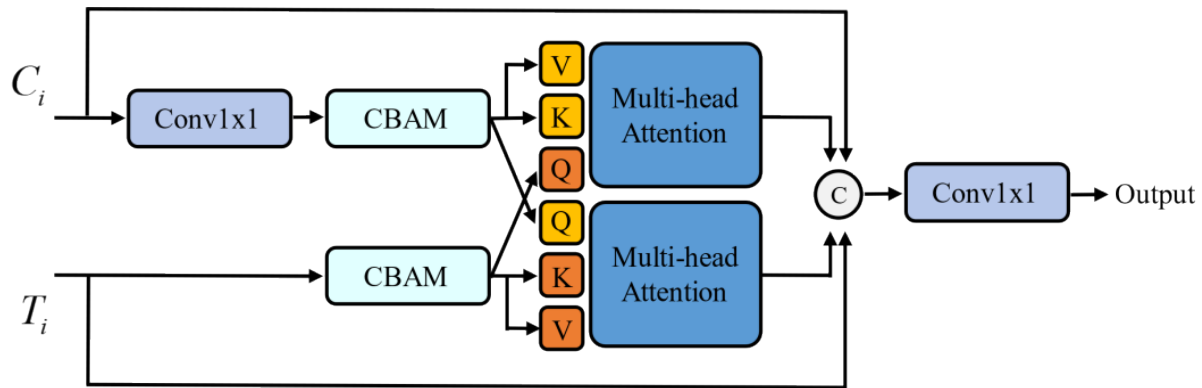 C_i
Conv1x1
CBAM
V
K
Q
Multi-head
Attention
C
Conv1x1
Output
T_i
CBAM
Q
K
V
Multi-head
Attention